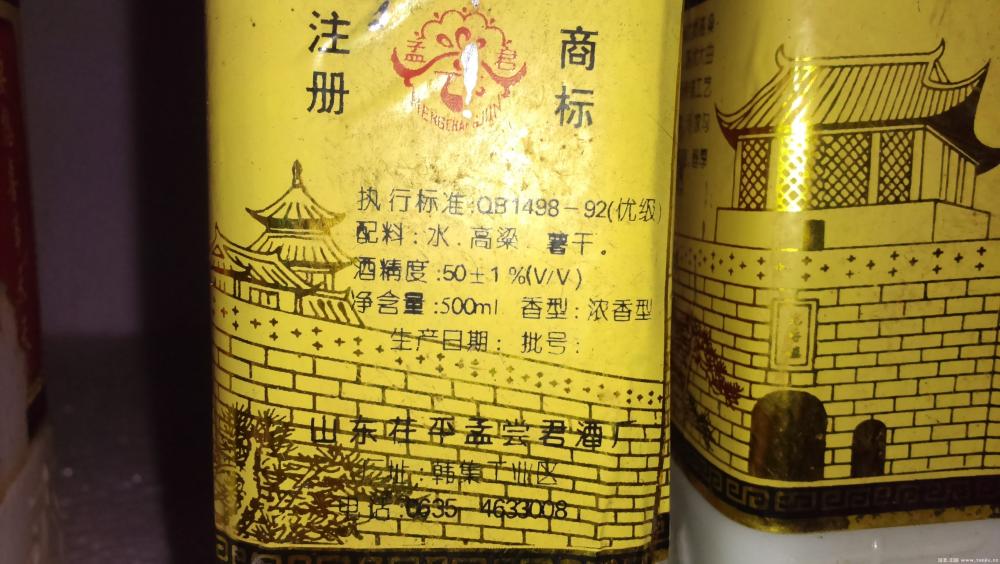 注册
商标
孟 君
MENGCHANGJUN
执行标准:QB1498-92(优级)
配料:水.高粱.薯干。
酒精度:50±1%(V/V)
净含量:500ml 香型:浓香型
生产日期: 批号:
山东茌平孟尝君酒厂
厂址:韩集工业区
电话:0635-4633008